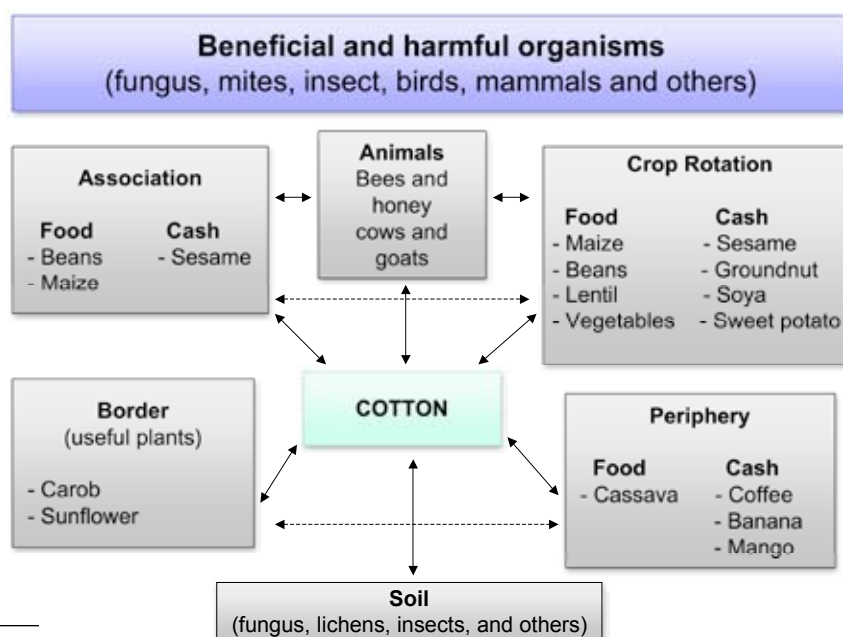 Beneficial and harmful organisms
(fungus, mites, insect, birds, mammals and others)
Association
Food Cash
- Beans - Sesame
- Maize
Animals
Bees and
honey
cows and
goats
Crop Rotation
Food Cash
- Maize - Sesame
- Beans - Groundnut
- Lentil - Soya
- Vegetables - Sweet potato
COTTON
Border
(useful plants)
- Carob
- Sunflower
Periphery
Food Cash
- Cassava - Coffee
- Banana
- Mango
Soil
(fungus, lichens, insects, and others)